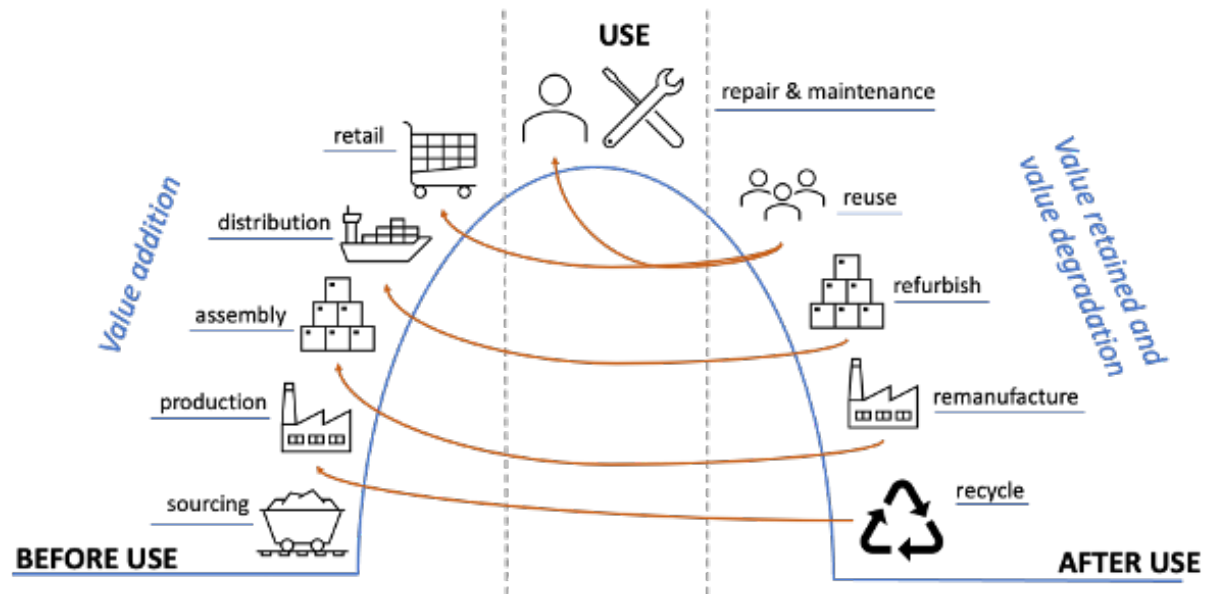 USE
repair & maintenance
retail
reuse
distribution
refurbish
assembly
remanufacture
production
recycle
sourcing
Value addition
Value retained and
value degradation
BEFORE USE
AFTER USE